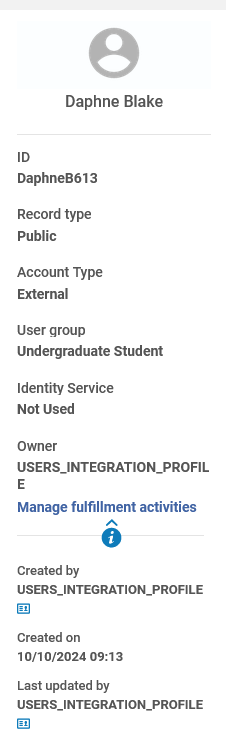 Daphne Blake
ID
DaphneB613
Record type
Public
Account Type
External
User group
Undergraduate Student
Identity Service
Not Used
Owner
USERS_INTEGRATION_PROFIL
E
Manage fulfillment activities
i
Created by
USERS_INTEGRATION_PROFILE
Created on
10/10/2024 09:13
Last updated by
USERS_INTEGRATION_PROFILE